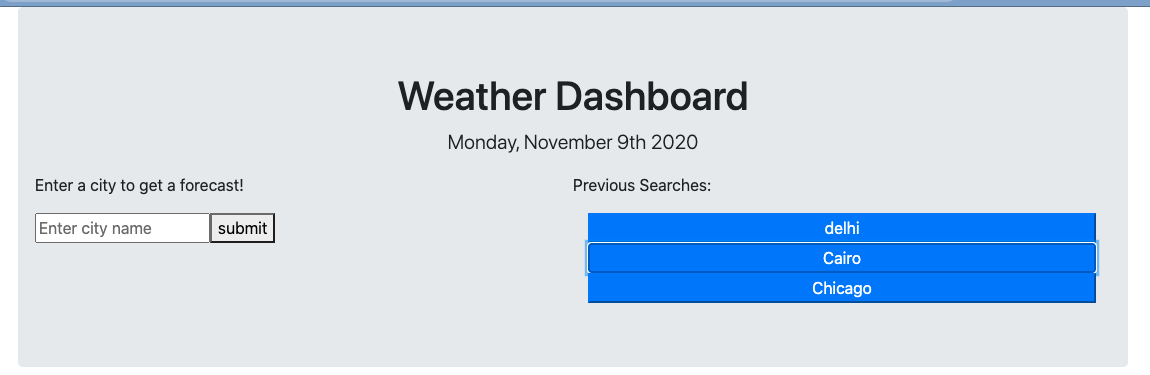 Weather Dashboard
Monday, November 9th 2020
Enter a city to get a forecast!
Enter city name submit
Previous Searches:
delhi
Cairo
Chicago